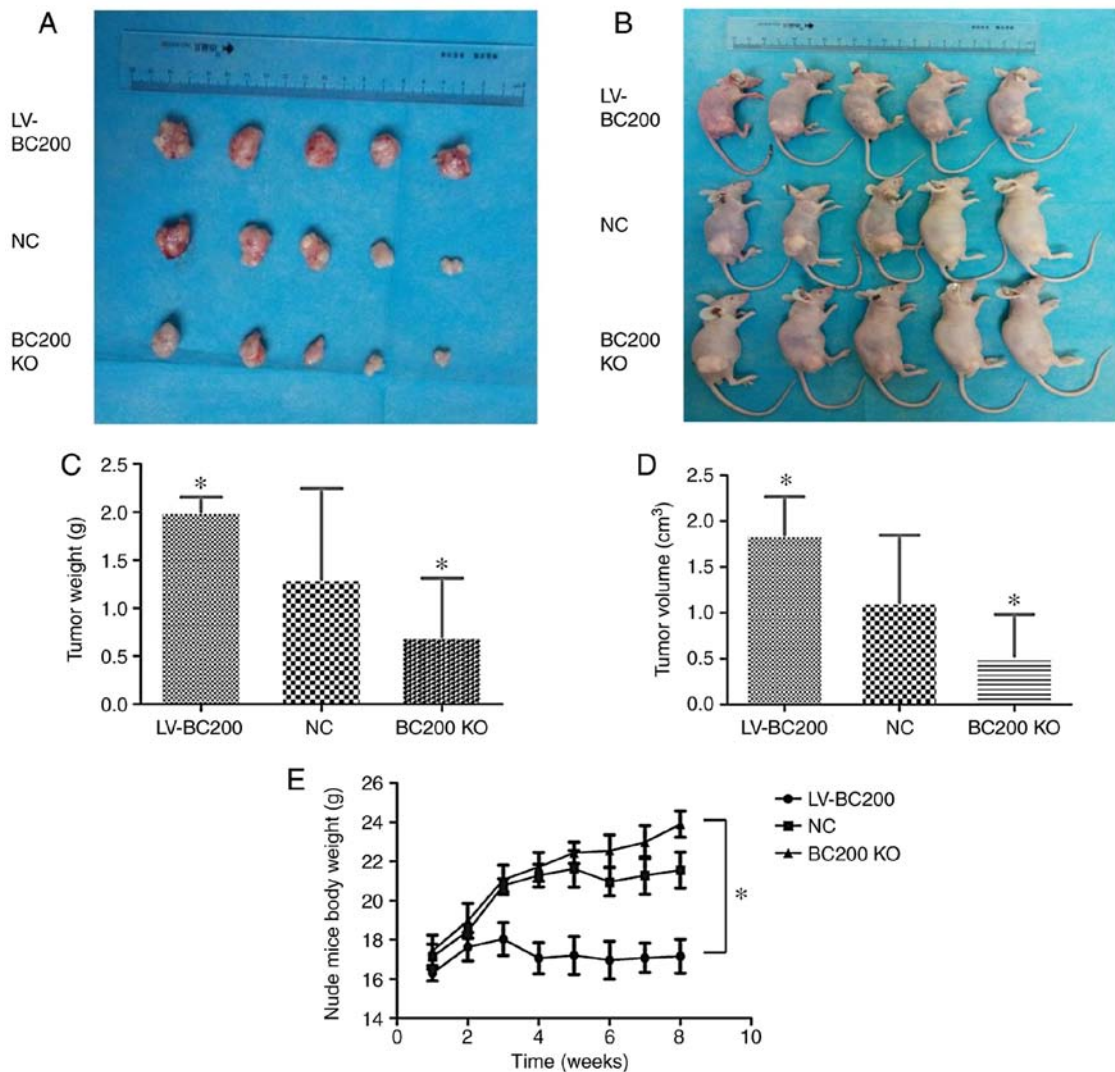 A
LV-
BC200
NC
BC200
KO
B
LV-
BC200
NC
BC200
KO
C
Tumor weight (g)
2.5
2.0
1.5
1.0
0.5
0.0
*
*
LV-BC200
NC
BC200 KO
D
Tumor volume (cm³)
2.5
2.0
1.5
1.0
0.5
0.0
*
*
LV-BC200
NC
BC200 KO
E
Nude mice body weight (g)
26
24
22
20
18
16
14
0
2
4
6
8
10
Time (weeks)
LV-BC200
NC
BC200 KO
*